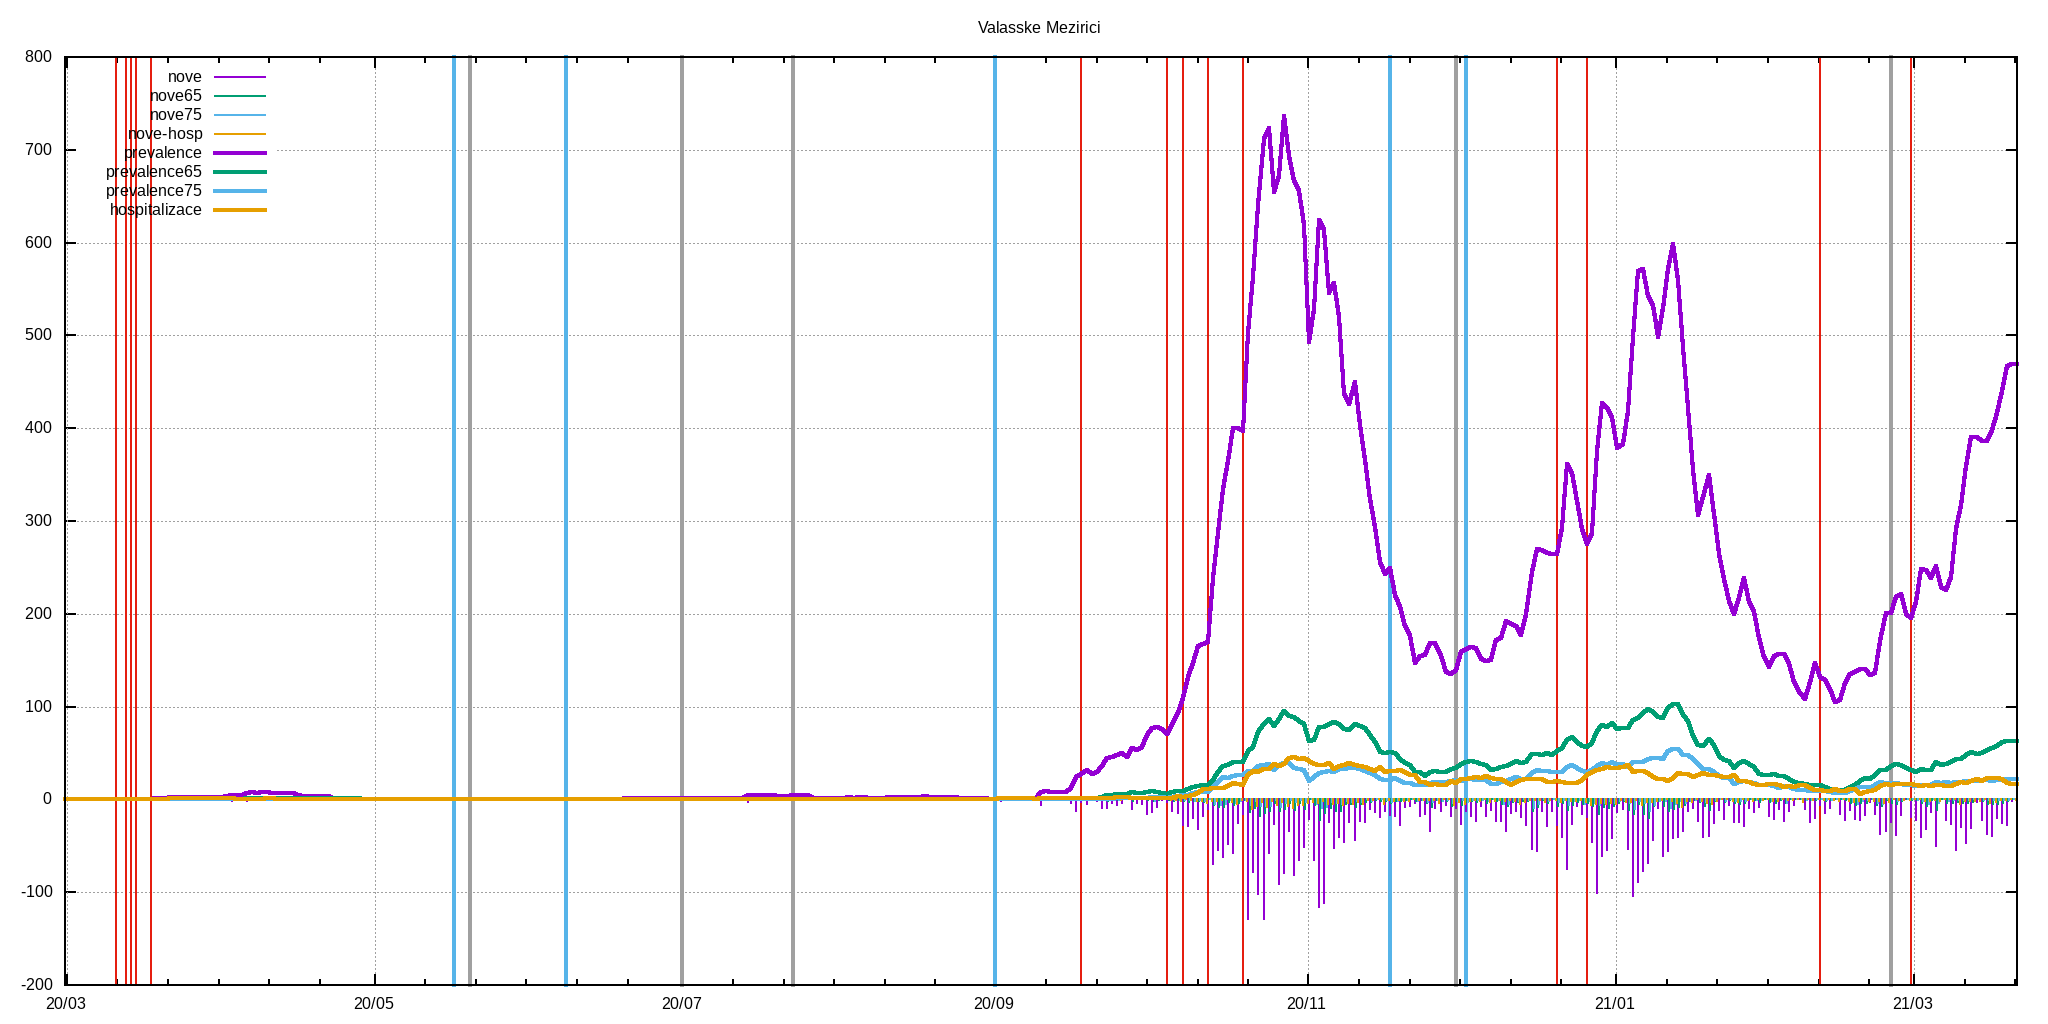 Valasske Mezirici
800
700
600
500
400
300
200
100
0
-100
-200
nove
nove65
nove75
nove-hosp
prevalence
prevalence65
prevalence75
hospitalizace
20/03
20/05
20/07
20/09
20/11
21/01
21/03